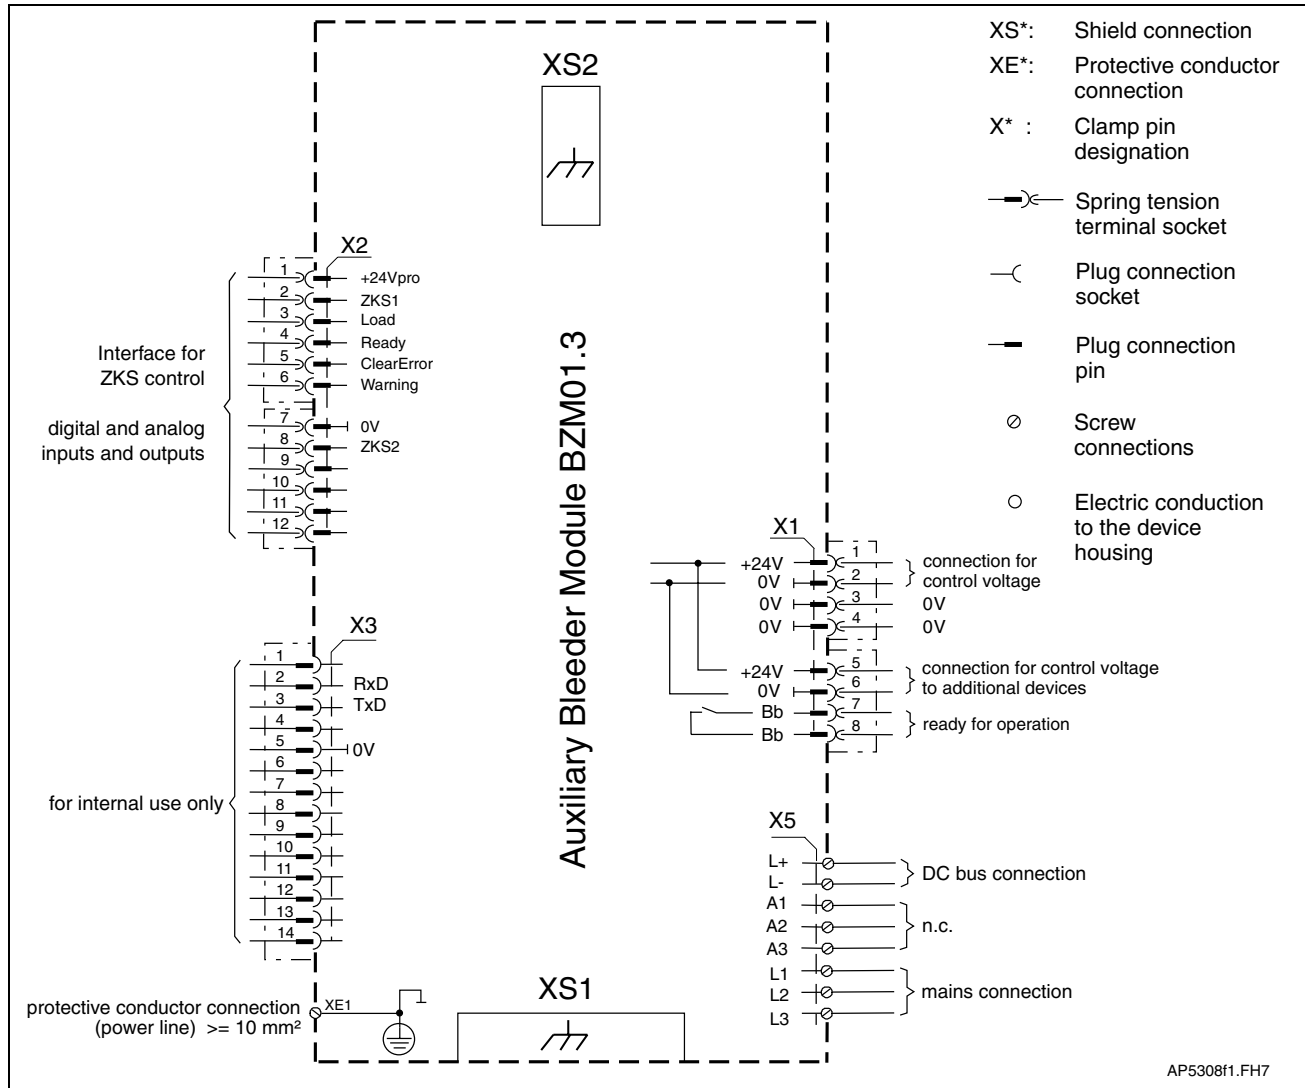 XS2
XS*: Shield connection
XE*: Protective conductor
connection
X* : Clamp pin
designation
Spring tension
terminal socket
Plug connection
socket
Plug connection
pin
Screw
connections
Electric conduction
to the device
housing
X2
1 +24Vpro
2 ZKS1
3 Load
4 Ready
5 ClearError
6 Warning
7 0V
8 ZKS2
9
10
11
12
Interface for
ZKS control
digital and analog
inputs and outputs
Auxiliary Bleeder Module BZM01.3
X1
+24V 1
0V 2
connection for
control voltage
0V 3 0V
0V 4 0V
+24V 5
0V 6
connection for control voltage
to additional devices
Bb 7
Bb 8
ready for operation
X3
1
2 RxD
3 TxD
4
5 0V
6
7
8
9
10
11
12
13
14
for internal use only
X5
L+
L-
DC bus connection
A1
A2
A3
n.c.
L1
L2
L3
mains connection
protective conductor connection
(power line) >= 10 mm²
XE1
XS1
AP5308f1.FH7